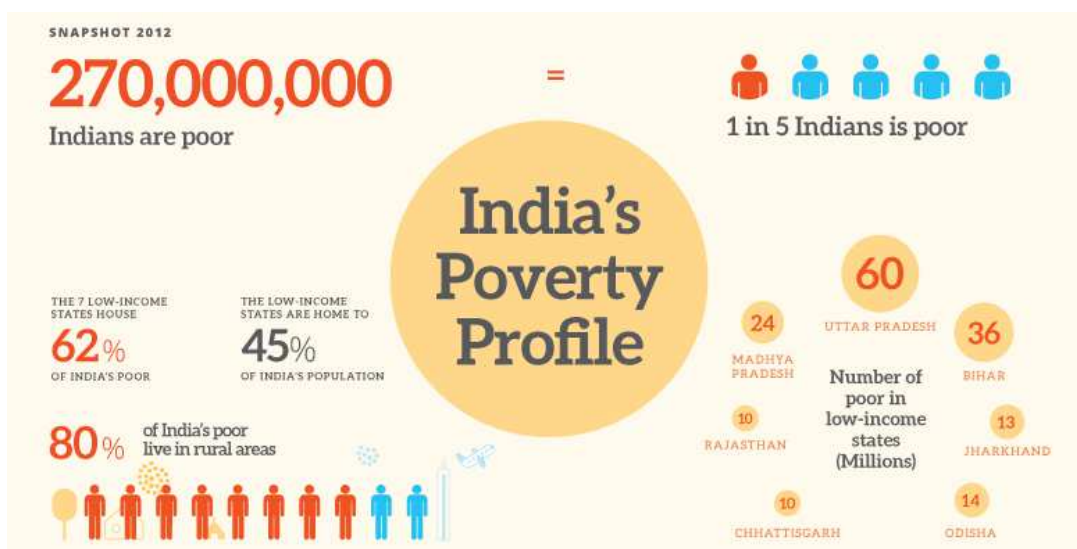 SNAPSHOT 2012
270,000,000
Indians are poor
=
1 in 5 Indians is poor
India's
Poverty
Profile
THE 7 LOW-INCOME
STATES HOUSE
62%
OF INDIA'S POOR
THE LOW-INCOME
STATES ARE HOME TO
45%
OF INDIA'S POPULATION
80% of India's poor
live in rural areas
60
UTTAR PRADESH
24
MADHYA
PRADESH
36
BIHAR
Number of
poor in
low-income
states
(Millions)
10
RAJASTHAN
13
JHARKHAND
10
CHHATTISGARH
14
ODISHA